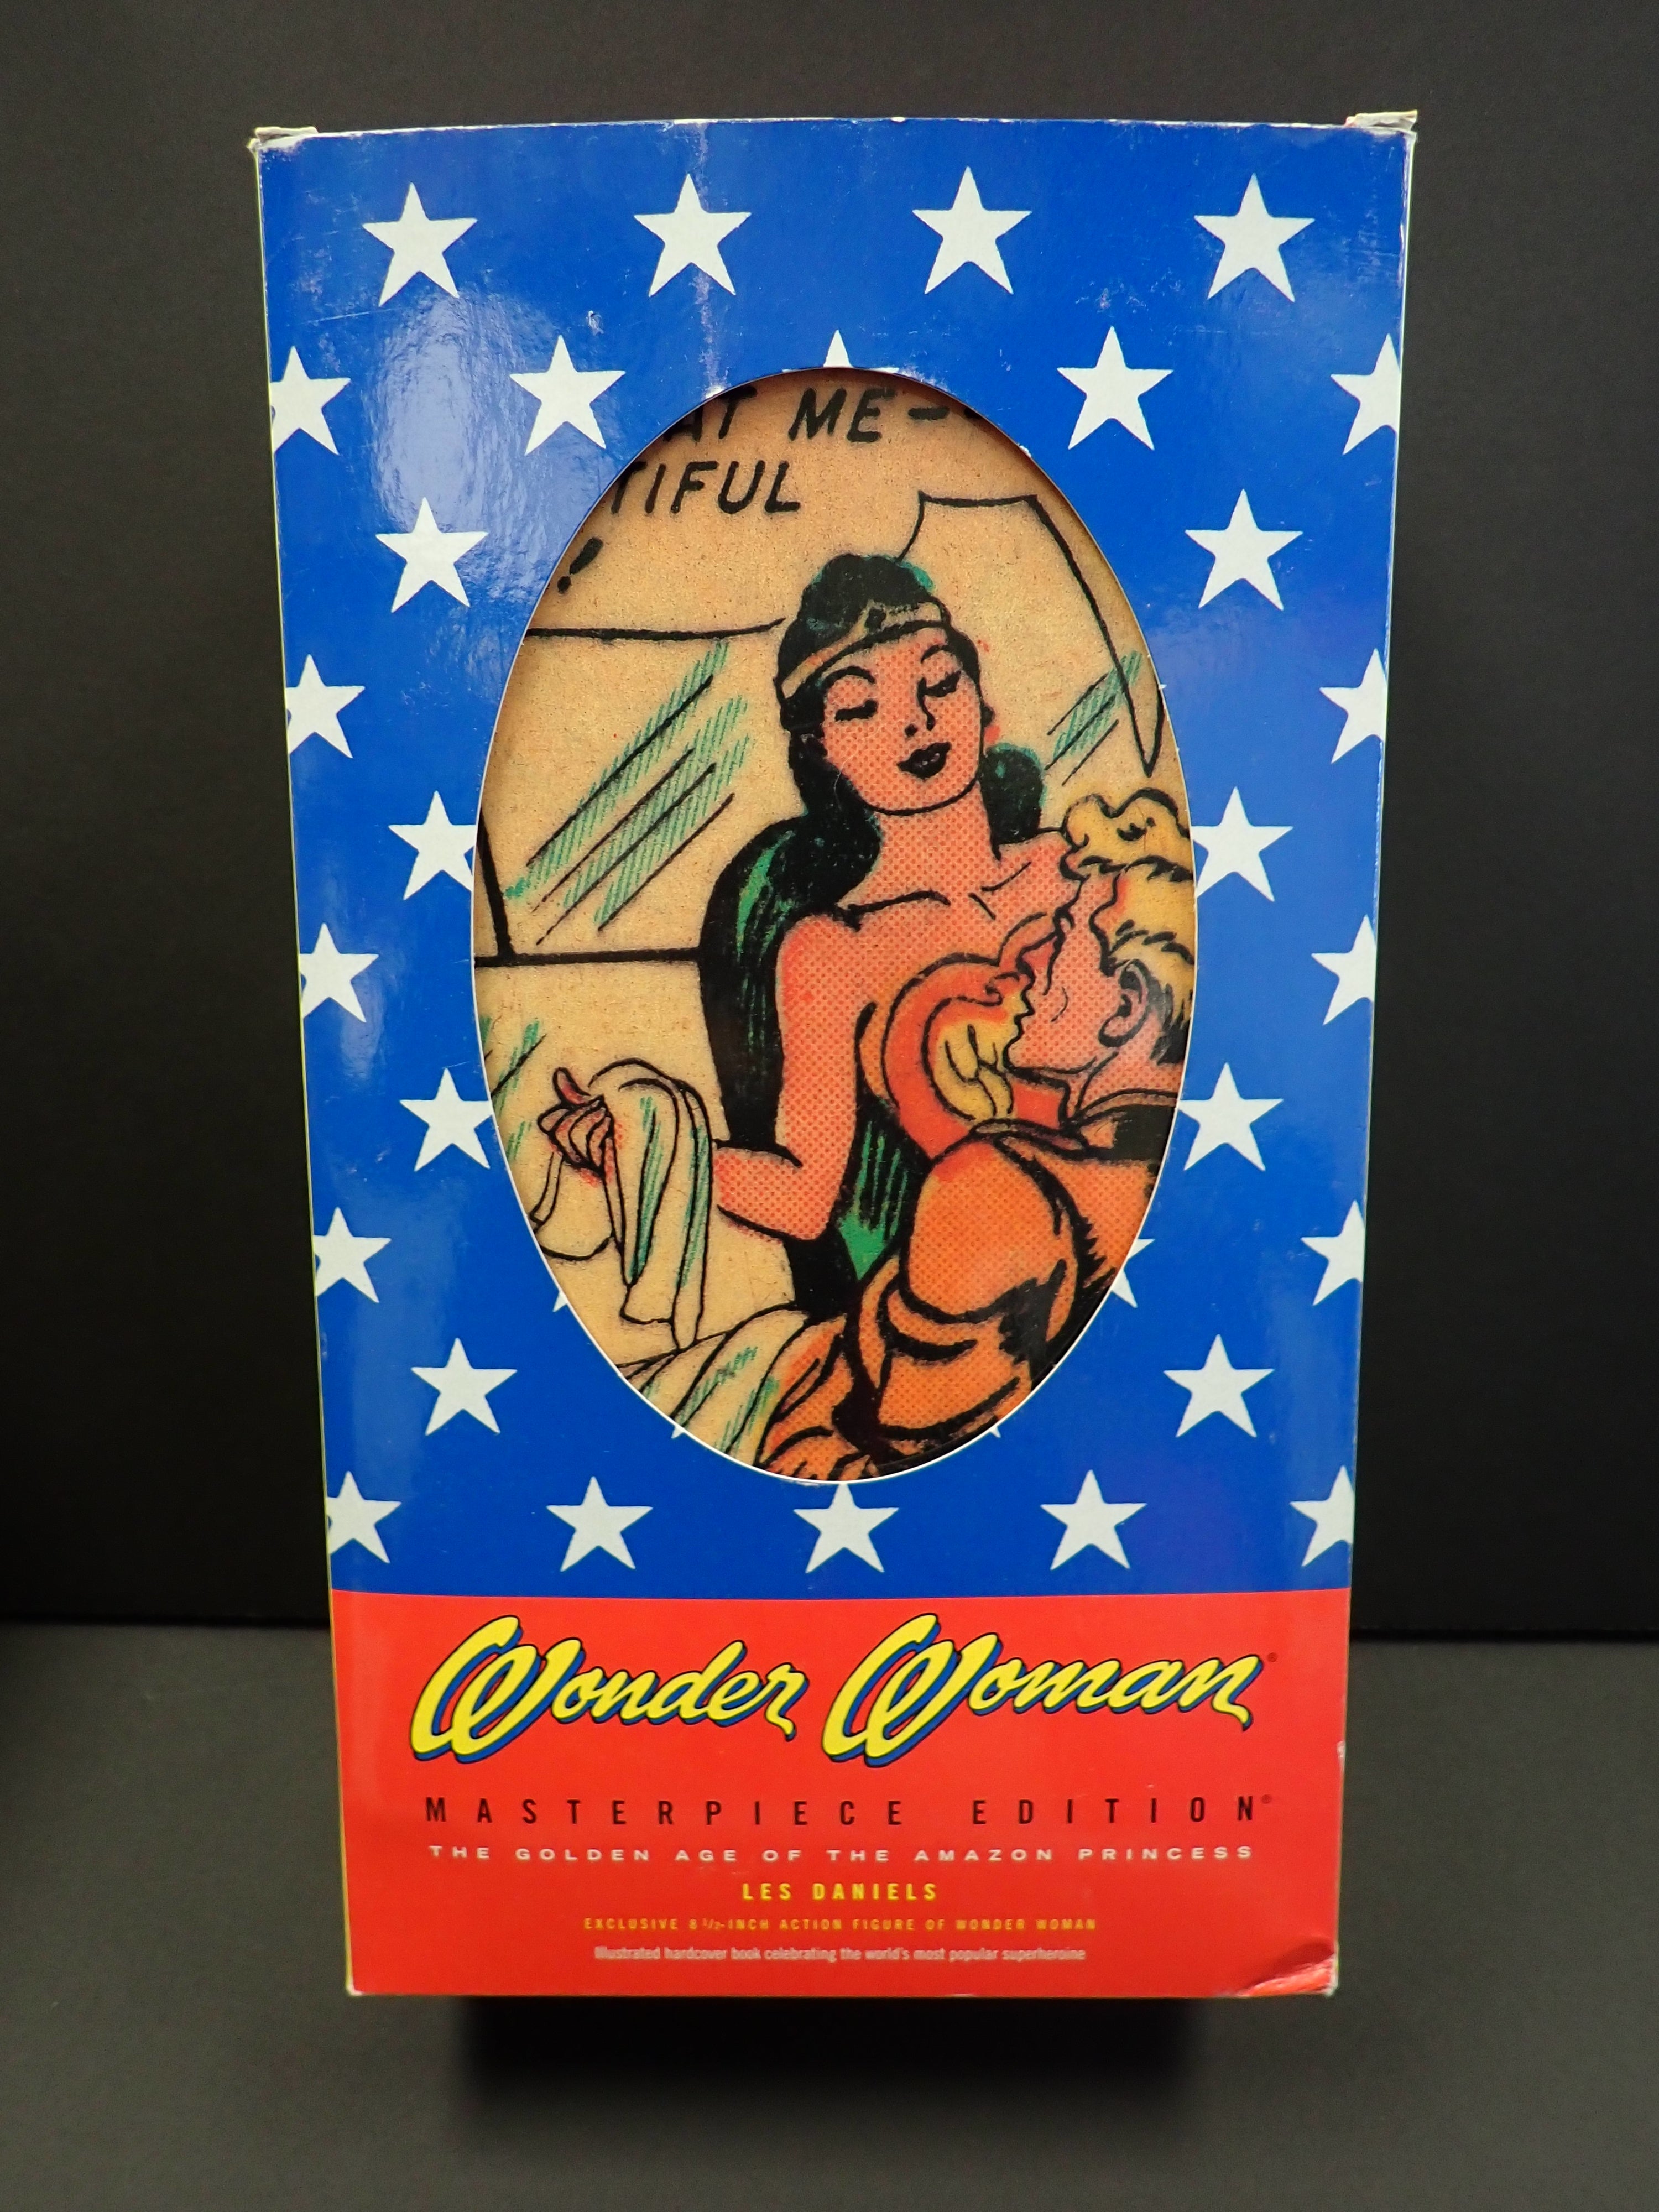 AT ME-
TIFUL
!
Wonder Woman®
MASTERPIECE EDITION®
THE GOLDEN AGE OF THE AMAZON PRINCESS
LES DANIELS
EXCLUSIVE 8 1/2-INCH ACTION FIGURE OF WONDER WOMAN
Illustrated hardcover book celebrating the world's most popular superheroine